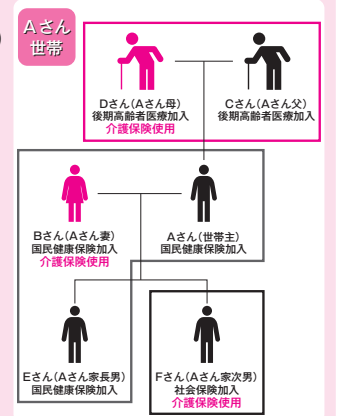 Aさん
世帯
Dさん(Aさん母)
後期高齢者医療加入
介護保険使用
Cさん(Aさん父)
後期高齢者医療加入
Bさん(Aさん妻)
国民健康保険加入
介護保険使用
Aさん(世帯主)
国民健康保険加入
Eさん(Aさん家長男)
国民健康保険加入
Fさん(Aさん家次男)
社会保険加入
介護保険使用